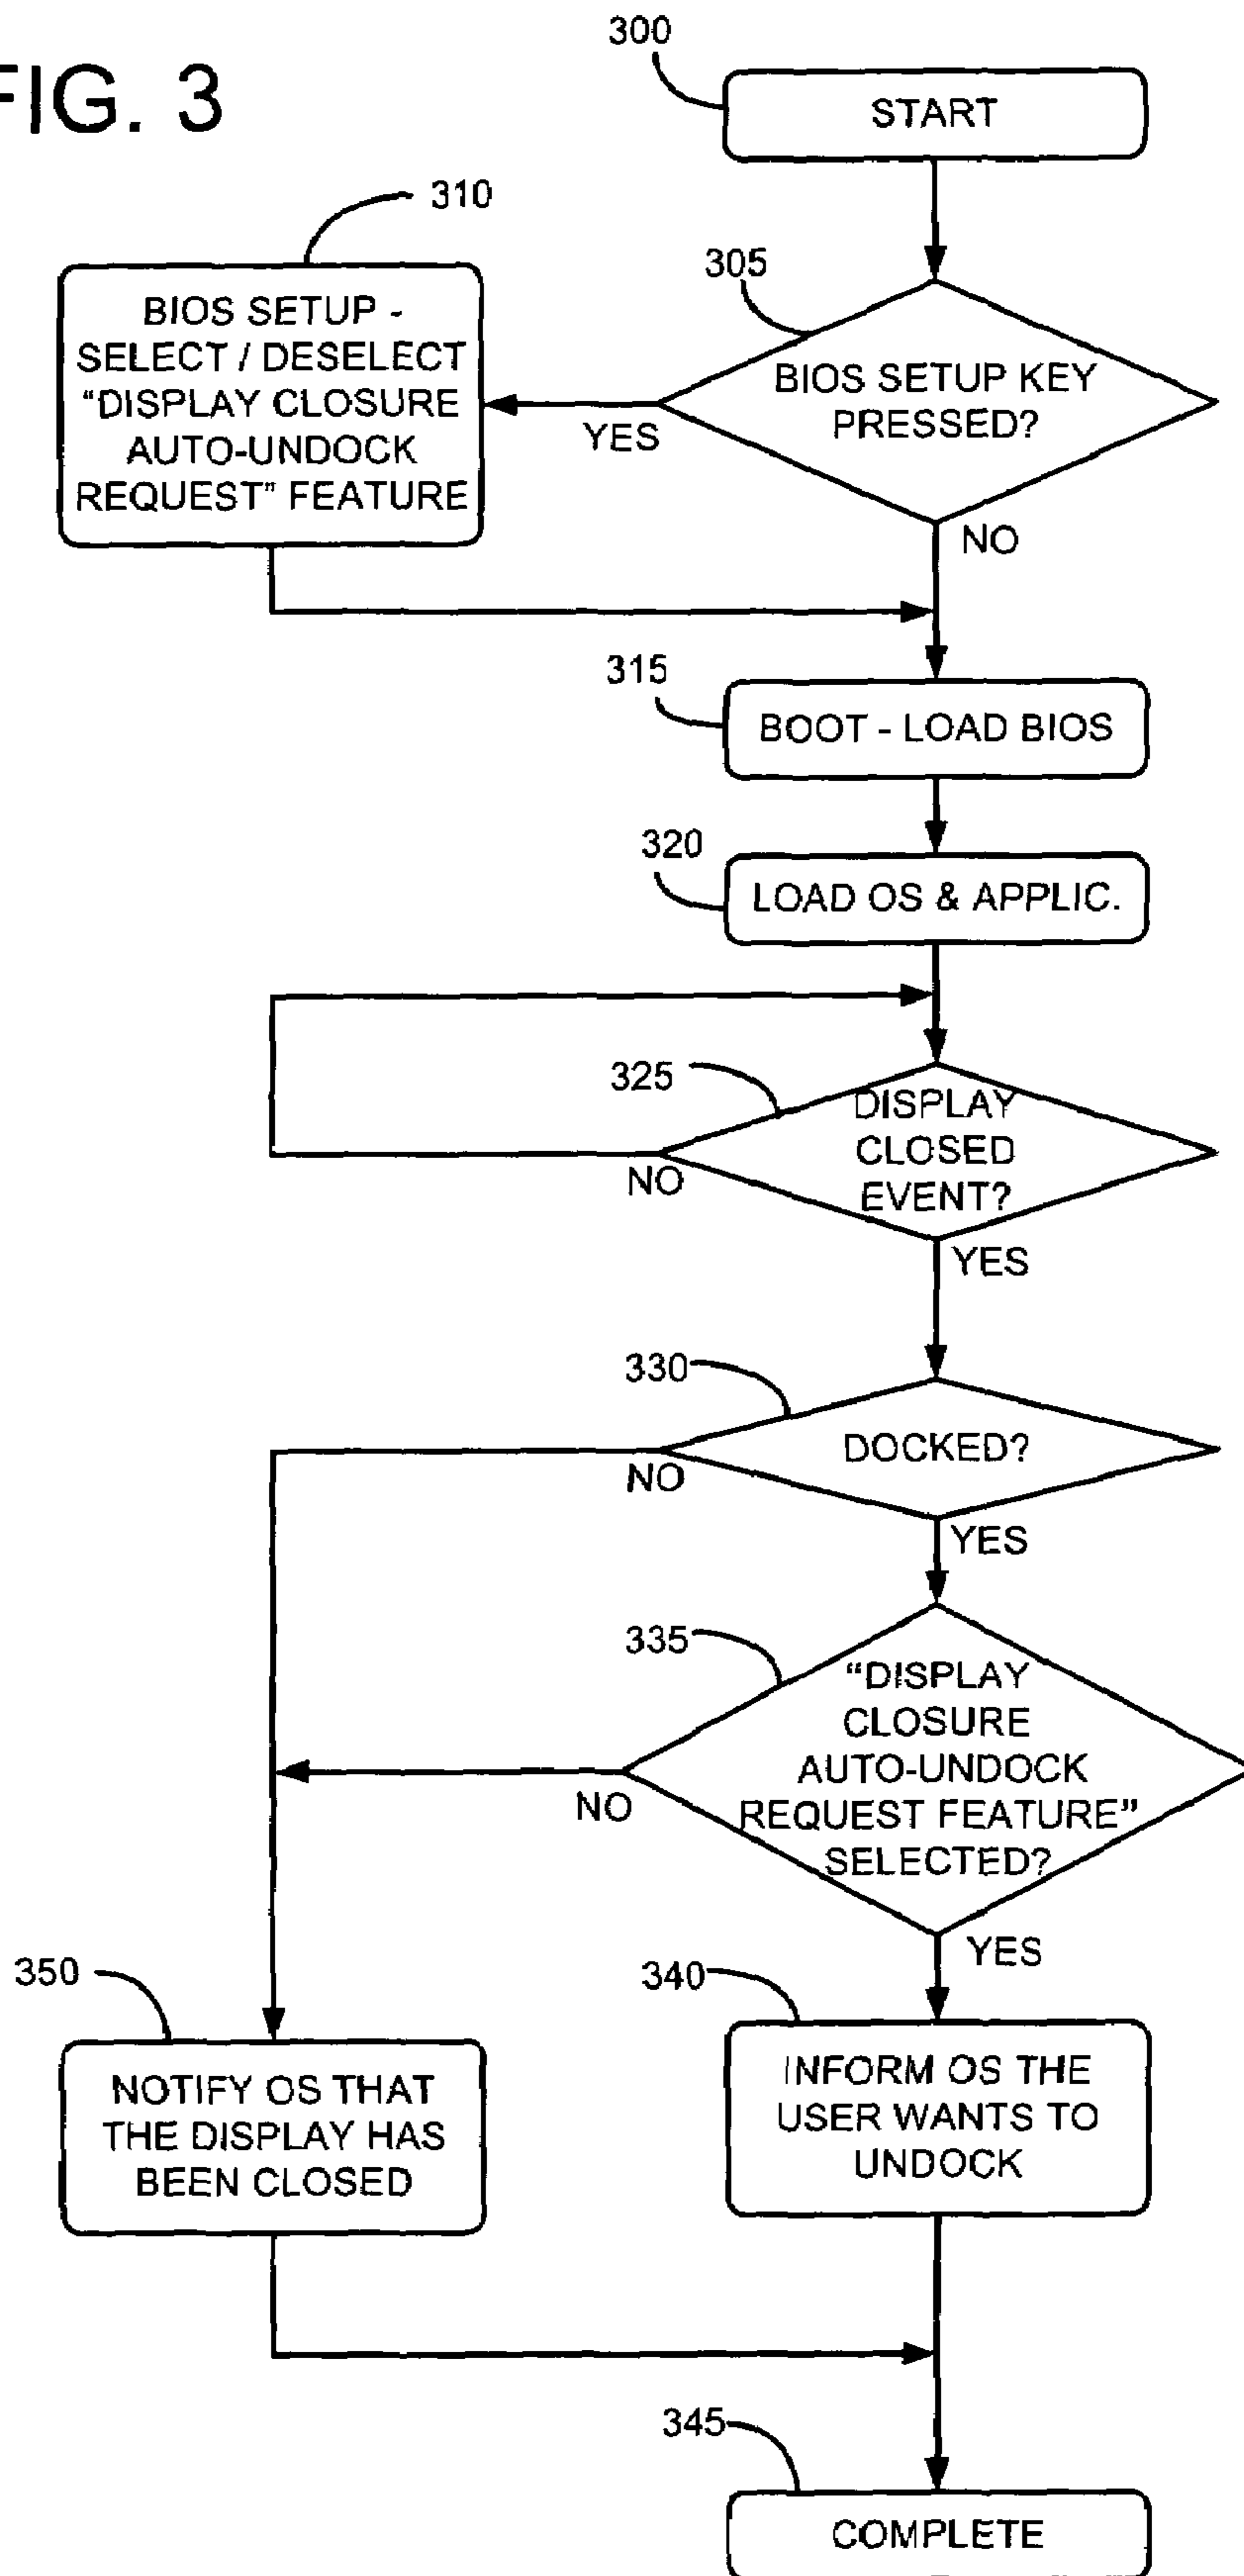 FIG. 3
300
START
305
BIOS SETUP KEY
PRESSED?
YES
NO
310
BIOS SETUP -
SELECT / DESELECT
“DISPLAY CLOSURE
AUTO-UNDOCK
REQUEST” FEATURE
315
BOOT - LOAD BIOS
320
LOAD OS & APPLIC.
325
DISPLAY
CLOSED
EVENT?
NO
YES
330
DOCKED?
NO
YES
335
“DISPLAY
CLOSURE
AUTO-UNDOCK
REQUEST FEATURE”
SELECTED?
NO
YES
350
NOTIFY OS THAT
THE DISPLAY HAS
BEEN CLOSED
340
INFORM OS THE
USER WANTS TO
UNDOCK
345
COMPLETE